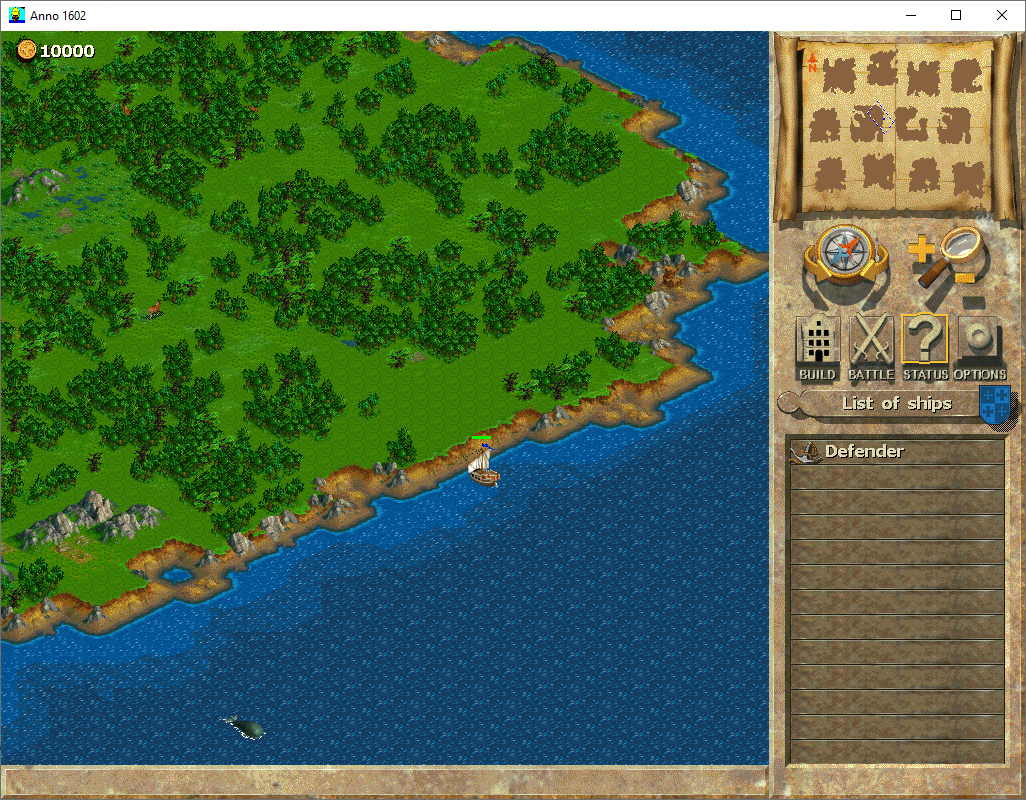 Anno 1602
10000
N
BUILD
BATTLE
STATUS
OPTIONS
List of ships
Defender